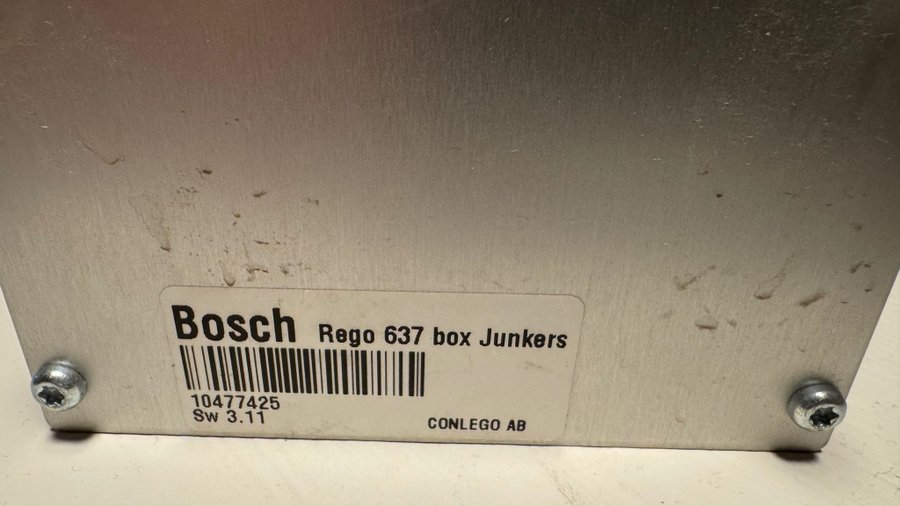 Bosch Rego 637 box Junkers
10477425
Sw 3.11
CONLEGO AB